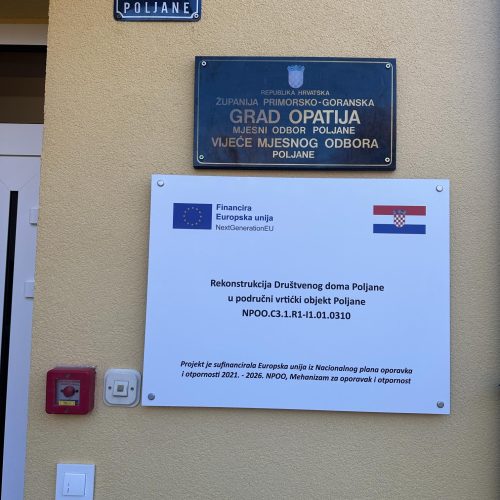 POLJANE
REPUBLIKA HRVATSKA
ŽUPANIJA PRIMORSKO-GORANSKA
GRAD OPATIJA
MJESNI ODBOR POLJANE
VIJEĆE MJESNOG ODBORA
POLJANE
Financira
Europska unija
NextGenerationEU
Rekonstrukcija Društvenog doma Poljane
u područni vrtićki objekt Poljane
NPOO.C3.1.R1-I1.01.0310
Projekt je sufinancirala Europska unija iz Nacionalnog plana oporavka
i otpornosti 2021. - 2026. NPOO, Mehanizam za oporavak i otpornost